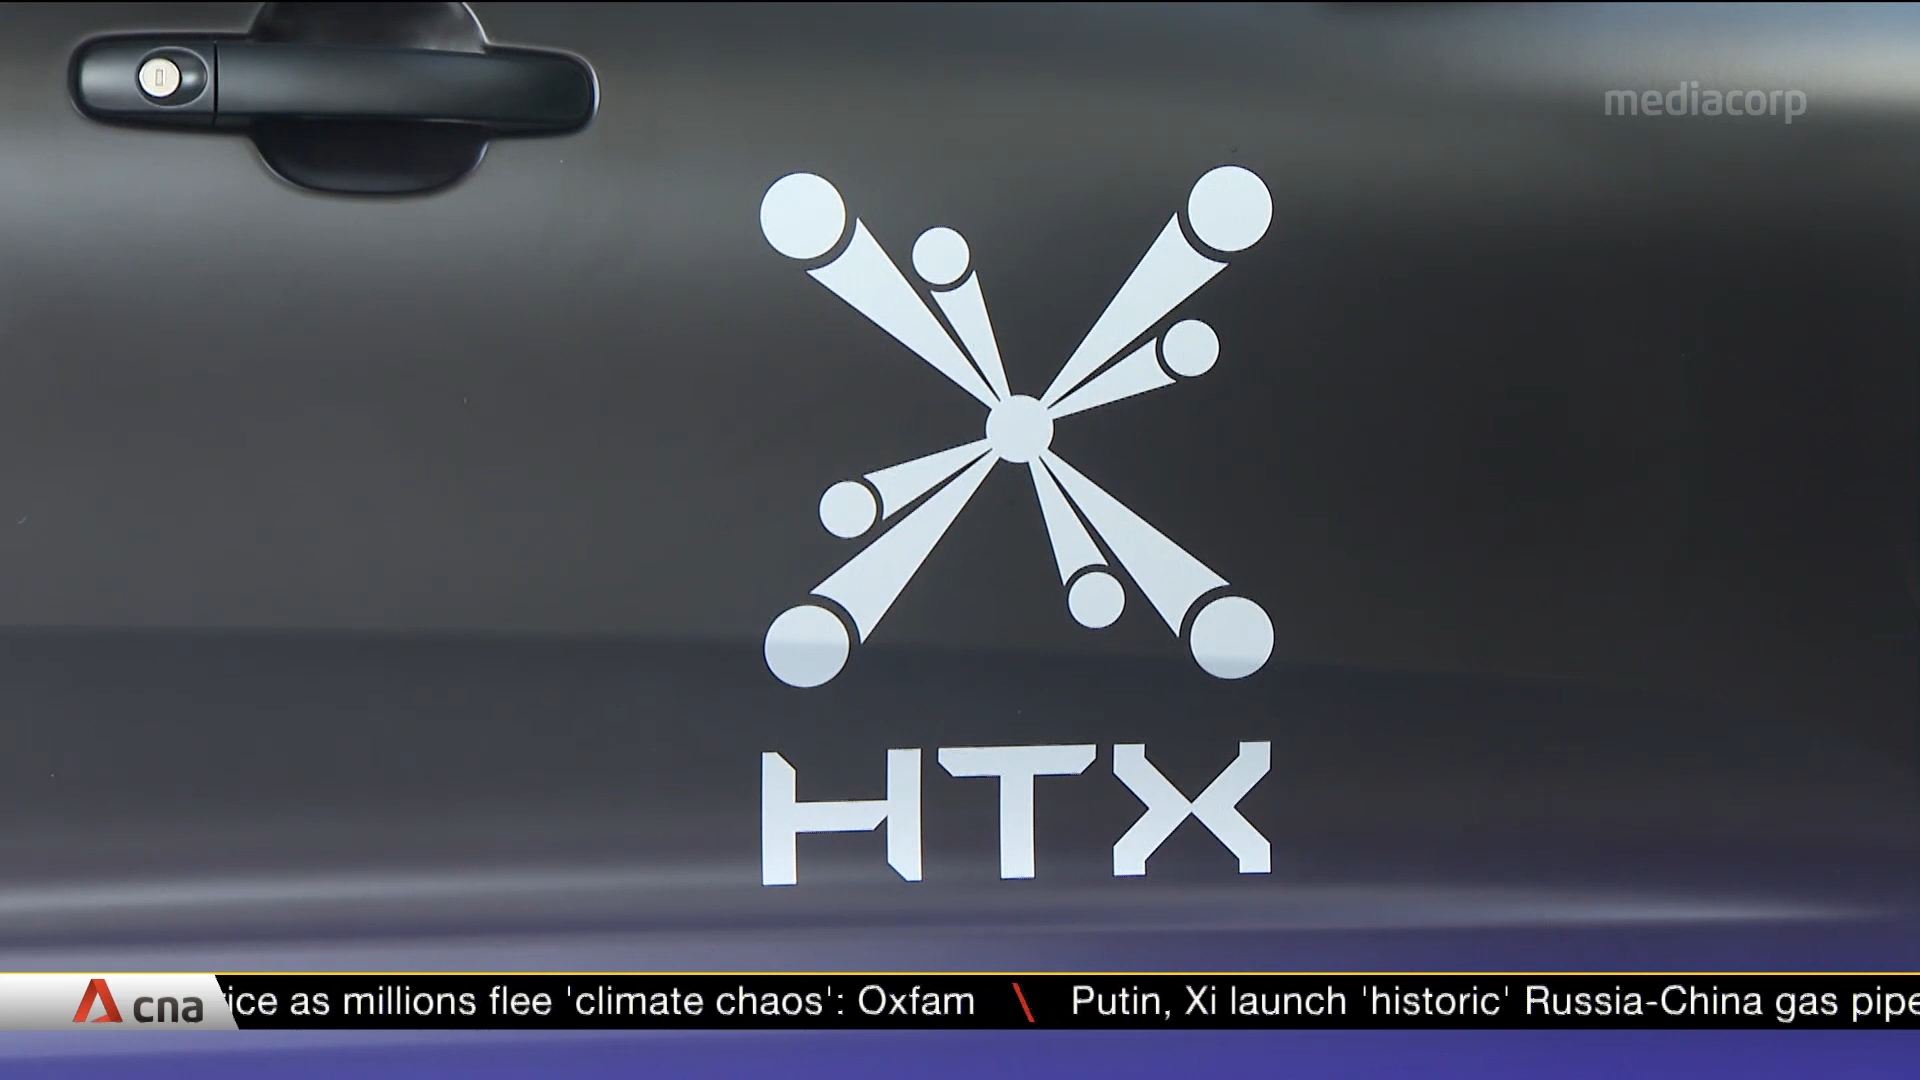 mediacorp
HTX
cna
ice as millions flee 'climate chaos': Oxfam \ Putin, Xi launch 'historic' Russia-China gas pipe